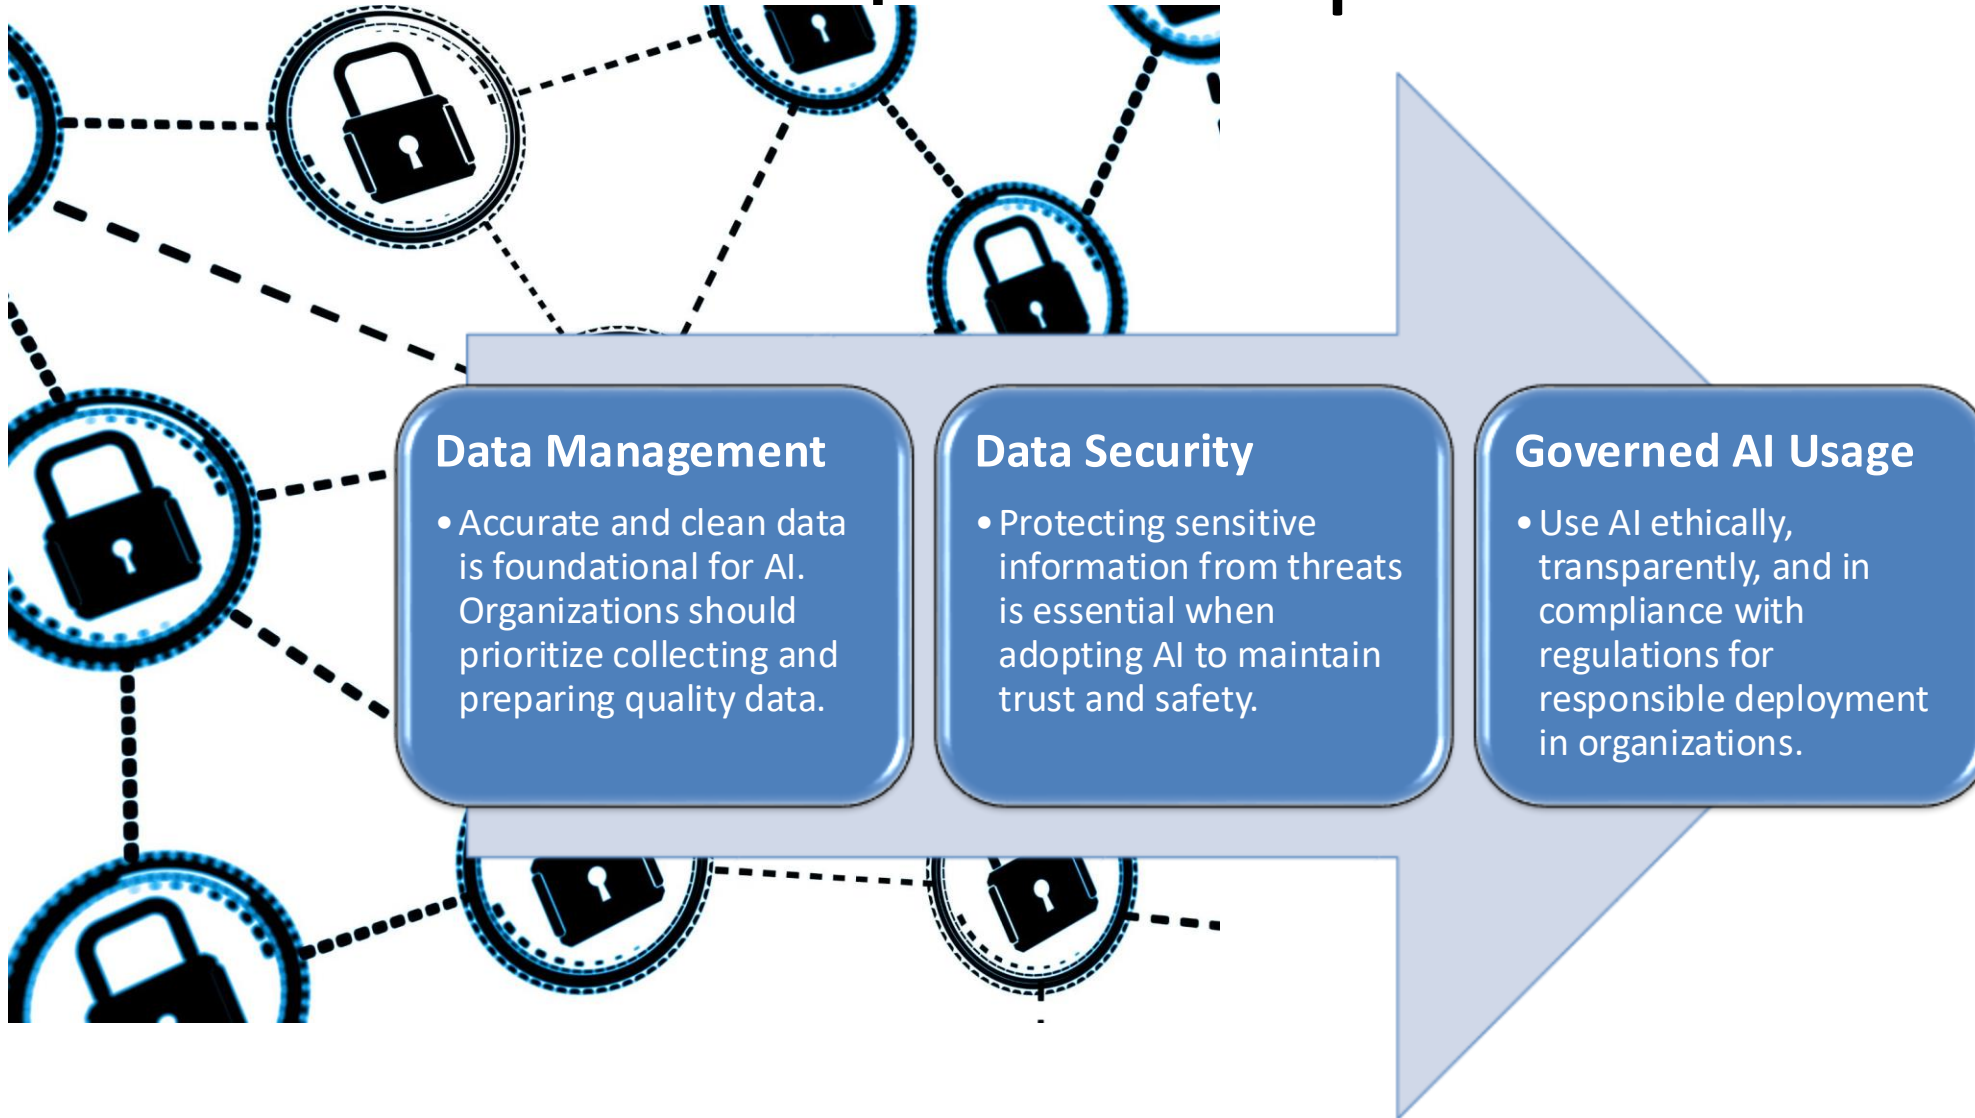 Data Management
•Accurate and clean data
is foundational for AI.
Organizations should
prioritize collecting and
preparing quality data.
Data Security
•Protecting sensitive
information from threats
is essential when
adopting AI to maintain
trust and safety.
Governed AI Usage
•Use AI ethically,
transparently, and in
compliance with
regulations for
responsible deployment
in organizations.